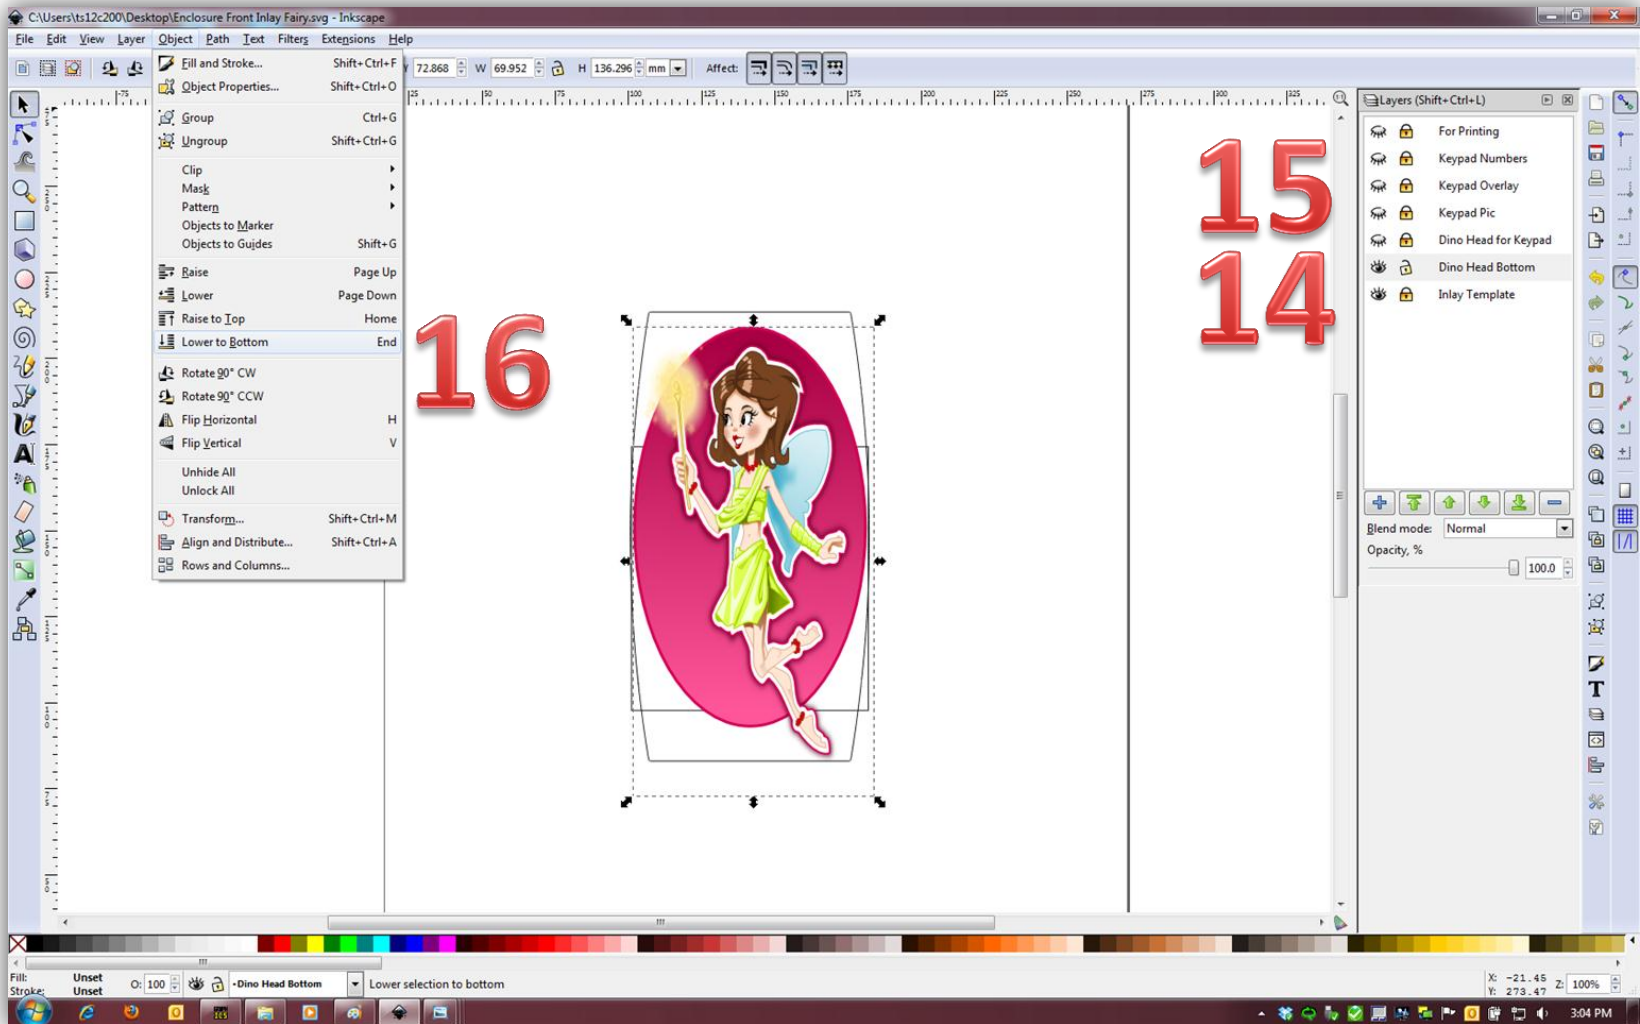 C:\Users\ts12c200\Desktop\Enclosure Front Inlay Fairy.svg - Inkscape
File Edit View Layer Object Path Text Filters Extensions Help
72.868 W 69.952 H 136.296 mm Affect:
Fill and Stroke... Shift+Ctrl+F
Object Properties... Shift+Ctrl+O
Group Ctrl+G
Ungroup Shift+Ctrl+G
Clip
Mask
Pattern
Objects to Marker
Objects to Guides Shift+G
Raise Page Up
Lower Page Down
Raise to Top Home
Lower to Bottom End
Rotate 90° CW
Rotate 90° CCW
Flip Horizontal H
Flip Vertical V
Unhide All
Unlock All
Transform... Shift+Ctrl+M
Align and Distribute... Shift+Ctrl+A
Rows and Columns...
16
15
14
Layers (Shift+Ctrl+L)
For Printing
Keypad Numbers
Keypad Overlay
Keypad Pic
Dino Head for Keypad
Dino Head Bottom
Inlay Template
Blend mode: Normal
Opacity, %
100.0
Fill: Unset
Stroke: Unset
O: 100
-Dino Head Bottom
Lower selection to bottom
X: -21.45
Y: 273.47
Z: 100%
3:04 PM